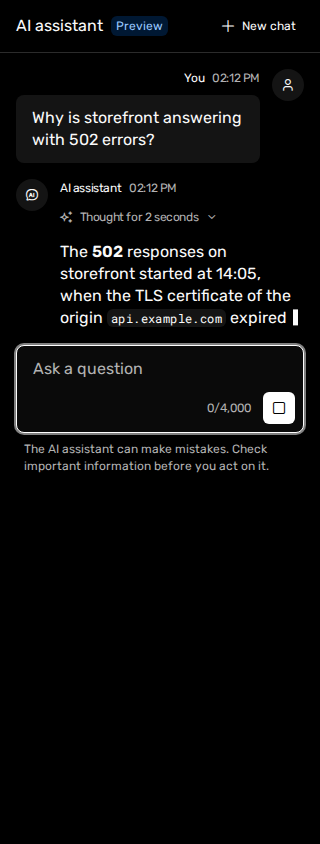 AI assistant Preview New chat
You 02:12 PM
Why is storefront answering
with 502 errors?
AI
AI assistant 02:12 PM
Thought for 2 seconds
The 502 responses on
storefront started at 14:05,
when the TLS certificate of the
origin api.example.com expired
Ask a question
0/4,000
The AI assistant can make mistakes. Check
important information before you act on it.